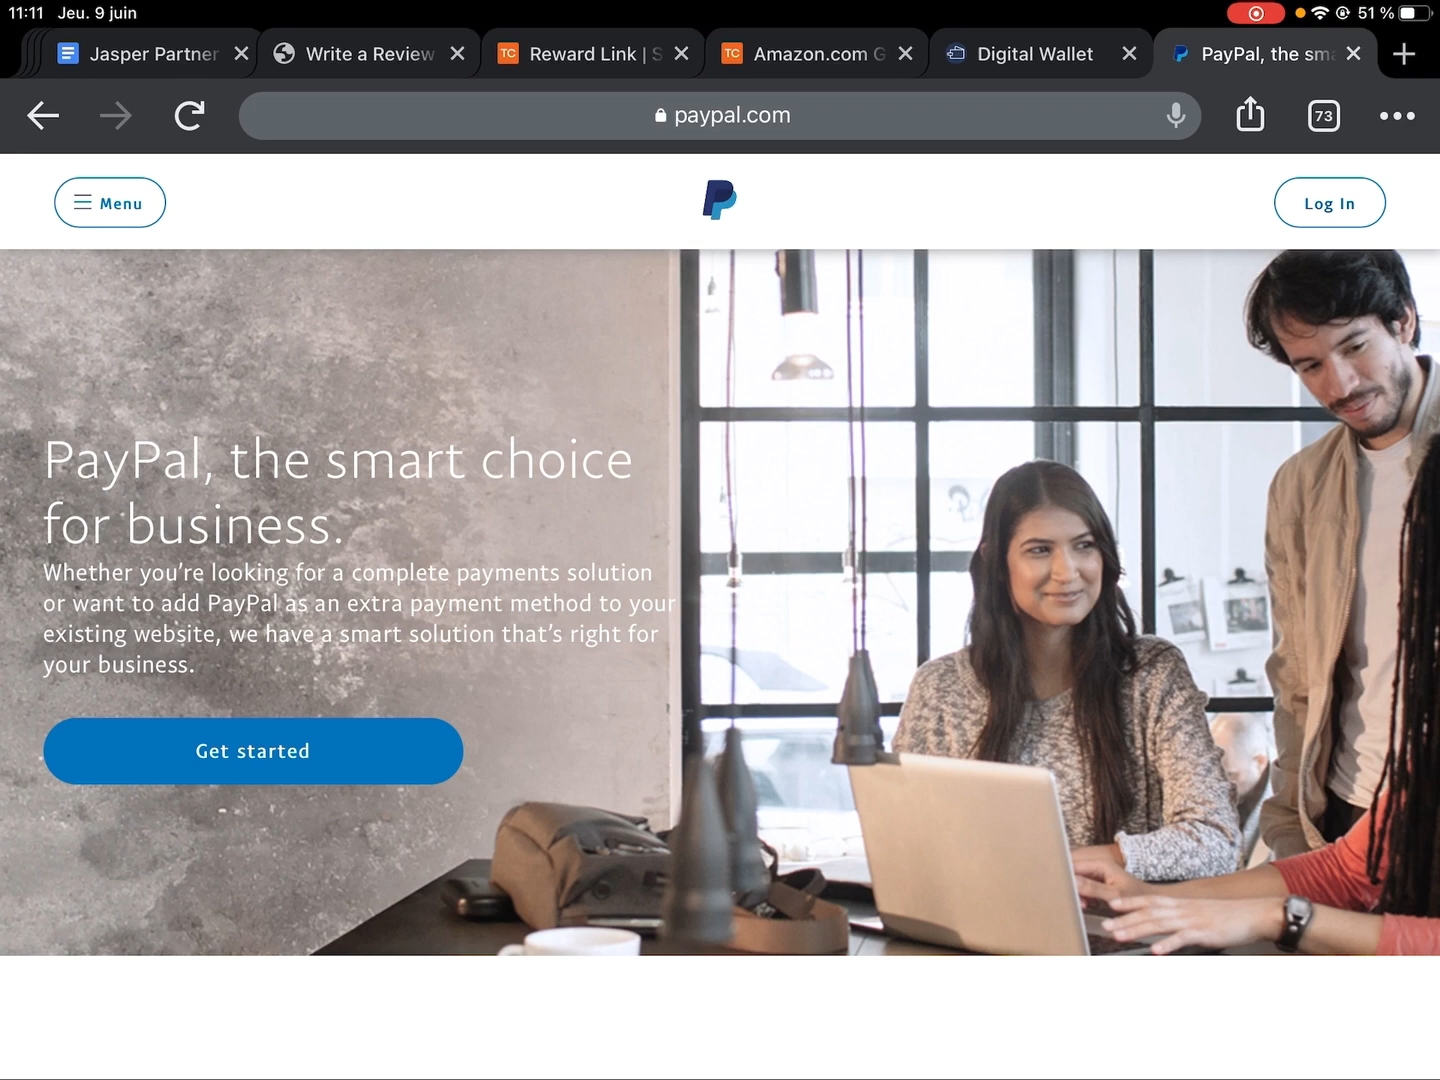 11:11 Jeu. 9 juin
51 %
Jasper Partner
Write a Review
TC Reward Link | S
TC Amazon.com G
Digital Wallet
PayPal, the sma
paypal.com
73
Menu
Log In
PayPal, the smart choice
for business.
Whether you’re looking for a complete payments solution
or want to add PayPal as an extra payment method to your
existing website, we have a smart solution that’s right for
your business.
Get started